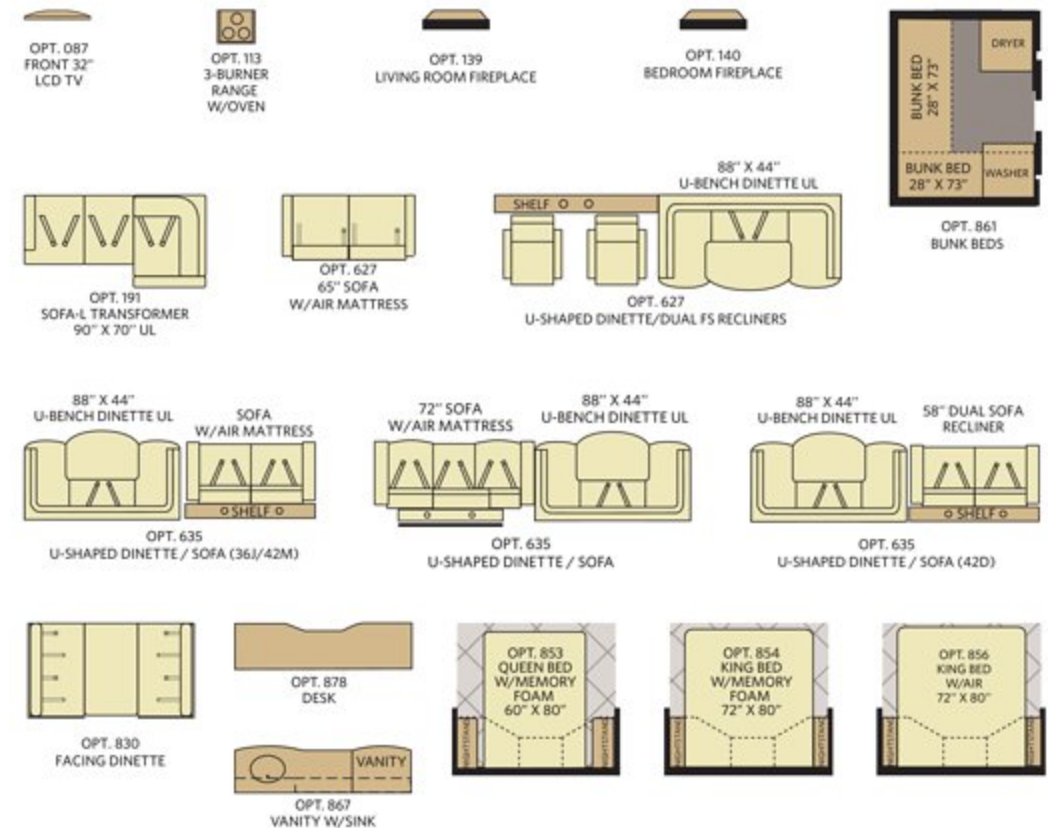 OPT. 087
FRONT 32"
LCD TV
OPT. 113
3-BURNER
RANGE
W/OVEN
OPT. 139
LIVING ROOM FIREPLACE
OPT. 140
BEDROOM FIREPLACE
DRYER
BUNK BED
28" X 73"
BUNK BED
28" X 73"
WASHER
OPT. 861
BUNK BEDS
OPT. 191
SOFA-L TRANSFORMER
90" X 70" UL
OPT. 627
65" SOFA
W/AIR MATTRESS
88" X 44"
U-BENCH DINETTE UL
SHELF
OPT. 627
U-SHAPED DINETTE/DUAL FS RECLINERS
88" X 44"
U-BENCH DINETTE UL
SOFA
W/AIR MATTRESS
SHELF
OPT. 635
U-SHAPED DINETTE / SOFA (36J/42M)
72" SOFA
W/AIR MATTRESS
88" X 44"
U-BENCH DINETTE UL
OPT. 635
U-SHAPED DINETTE / SOFA
88" X 44"
U-BENCH DINETTE UL
58" DUAL SOFA
RECLINER
SHELF
OPT. 635
U-SHAPED DINETTE / SOFA (42D)
OPT. 830
FACING DINETTE
OPT. 878
DESK
VANITY
OPT. 867
VANITY W/SINK
OPT. 853
QUEEN BED
W/MEMORY
FOAM
60" X 80"
NIGHTSTAND
NIGHTSTAND
OPT. 854
KING BED
W/MEMORY
FOAM
72" X 80"
NIGHTSTAND
NIGHTSTAND
OPT. 856
KING BED
W/AIR
72" X 80"
NIGHTSTAND
NIGHTSTAND